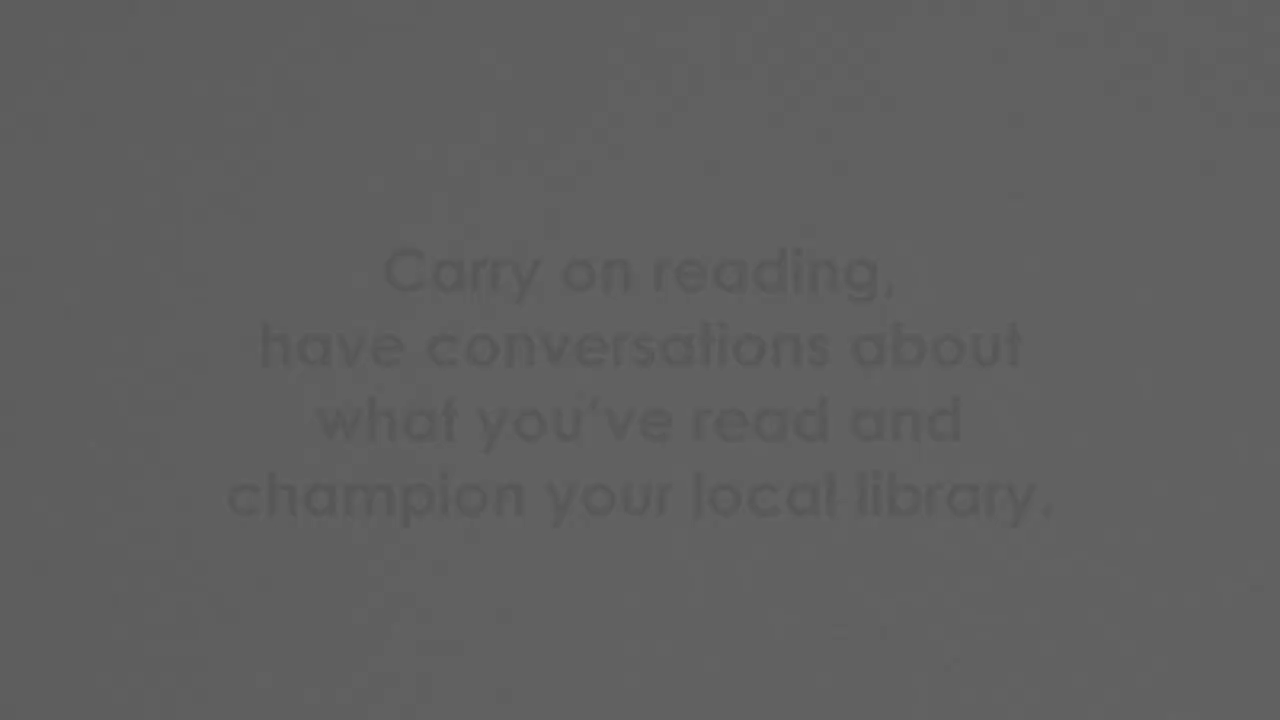 Carry on reading,
have conversations about
what you've read and
champion your local library.